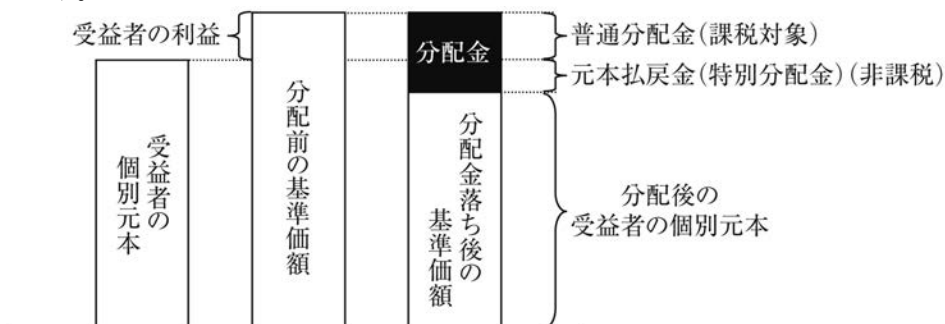 受益者の利益
受益者の
個別元本
分配前の基準価額
分配金
分配金落ち後の
基準価額
普通分配金(課税対象)
元本払戻金(特別分配金)(非課税)
分配後の
受益者の個別元本